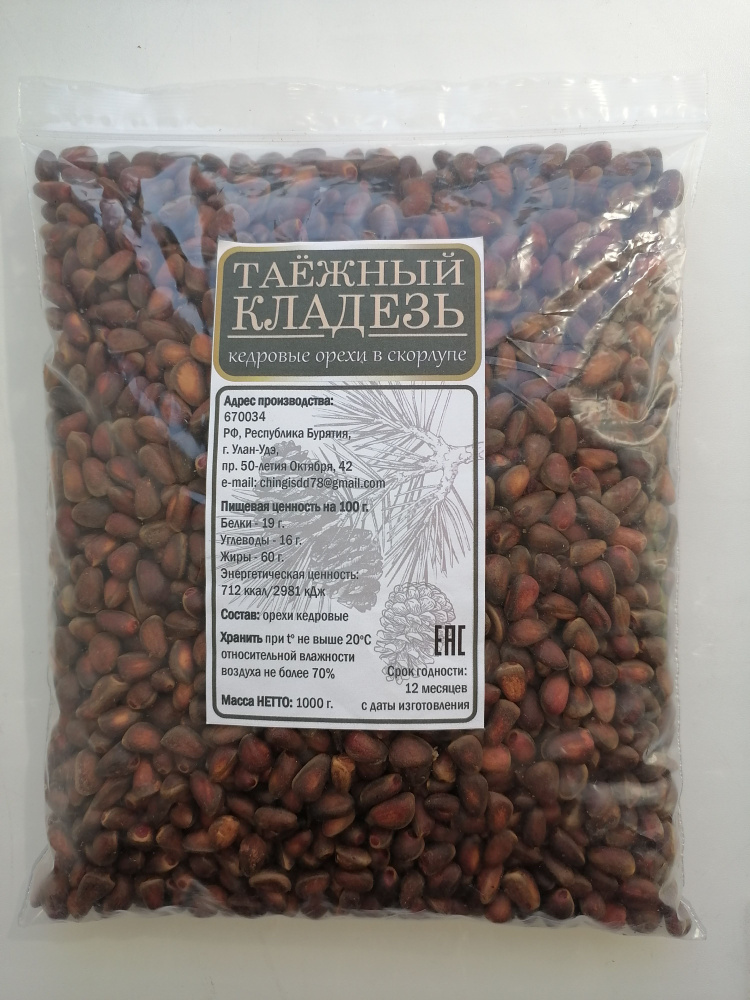 ТАЁЖНЫЙ
КЛАДЕЗЬ
кедровые орехи в скорлупе
Адрес производства:
670034
РФ, Республика Бурятия,
г. Улан-Удэ,
пр. 50-летия Октября, 42
e-mail: chingisdd78@gmail.com
Пищевая ценность на 100 г.
Белки - 19 г.
Углеводы - 16 г.
Жиры - 60 г.
Энергетическая ценность:
712 ккал/2981 кДж
Состав: орехи кедровые
Хранить при t° не выше 20°С
относительной влажности
воздуха не более 70%
Масса НЕТТО: 1000 г.
ЕАС
Срок годности:
12 месяцев
с даты изготовления